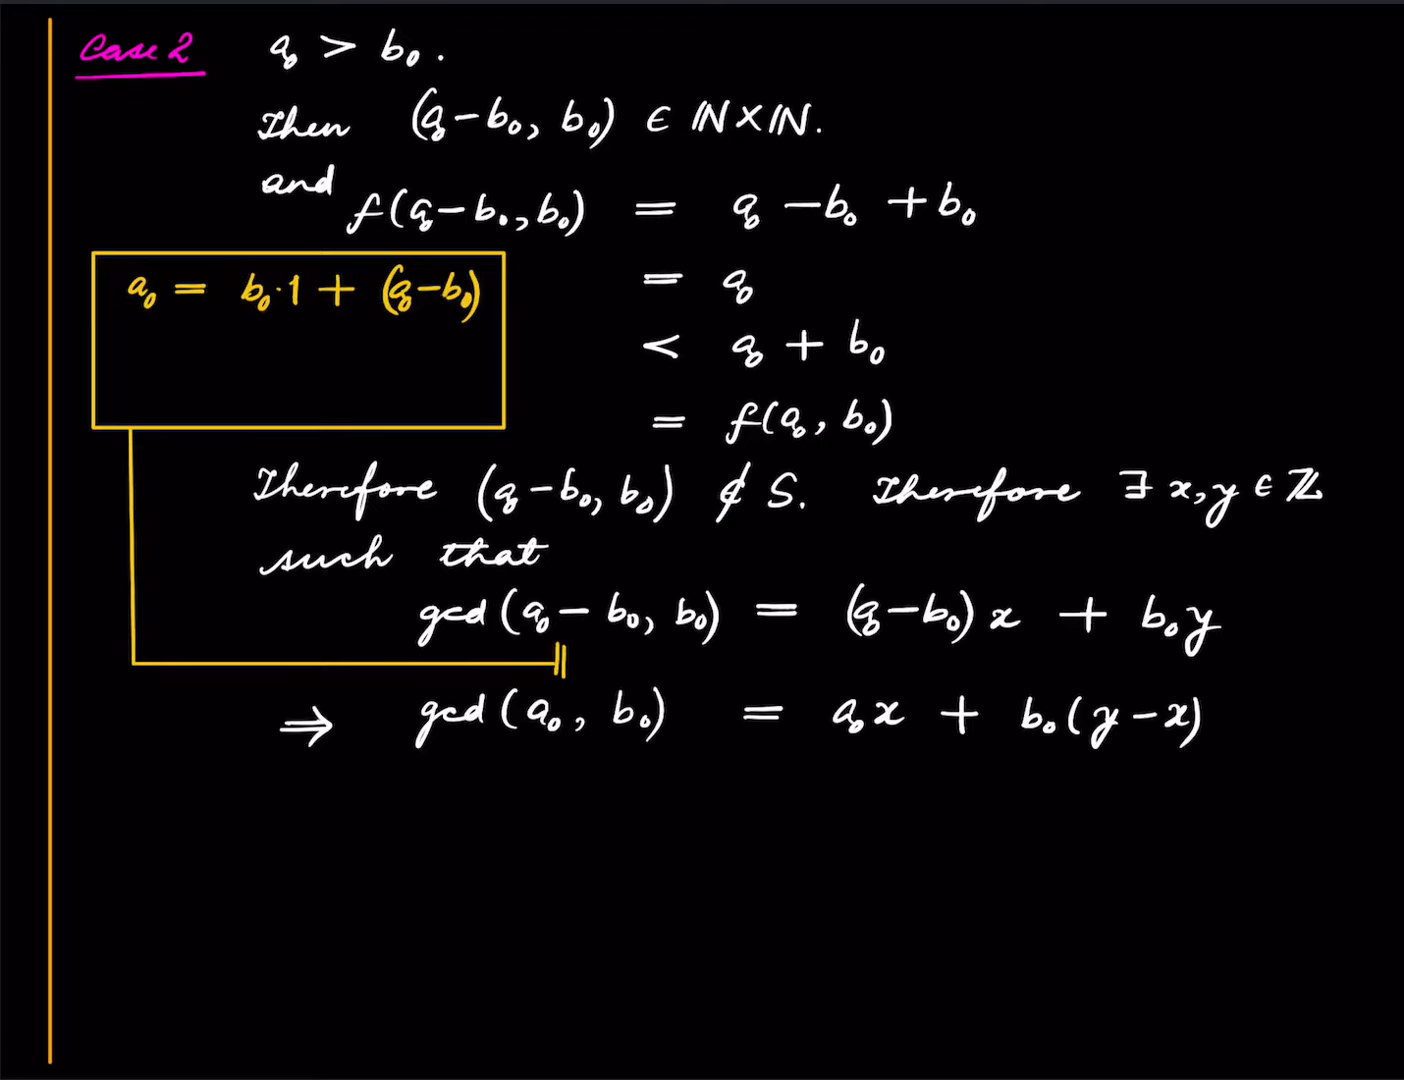 Case 2 a₀ > b₀.
Then (a₀-b₀, b₀) ∈ ℕ×ℕ.
and
f(a₀-b₀, b₀) = a₀ -b₀ +b₀
a₀ = b₀·1 + (a₀-b₀)
= a₀
< a₀ + b₀
= f(a₀, b₀)
Therefore (a₀-b₀, b₀) ∉ S. Therefore ∃ x,y ∈ ℤ
such that
gcd(a₀- b₀, b₀) = (a₀-b₀)x + b₀y
⇒ gcd(a₀, b₀) = a₀x + b₀(y-x)